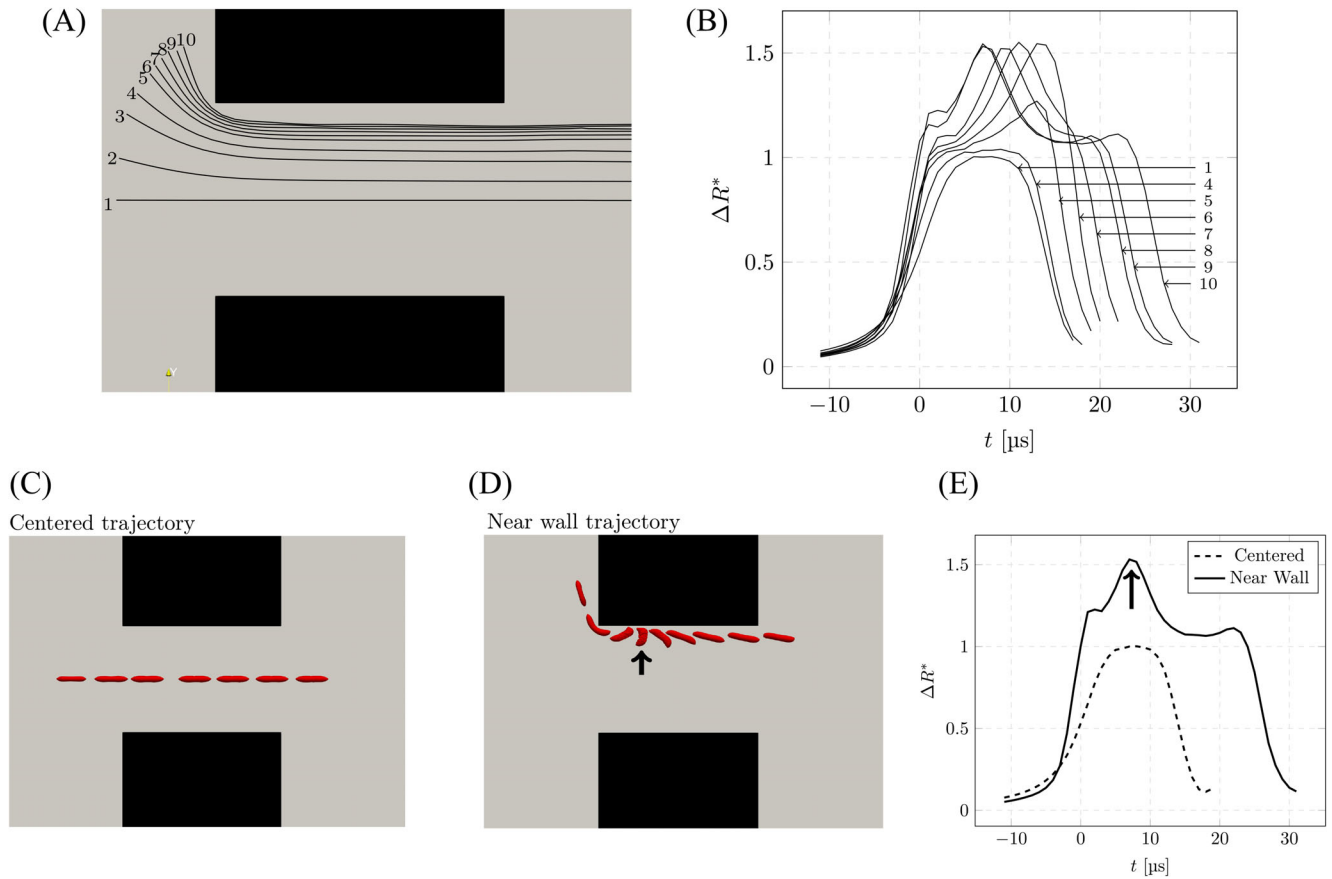 (A)
10
9
8
7
6
5
4
3
2
1
Y
(B)
1.5
1
0.5
0
ΔR*
−10
0
10
20
30
t [µs]
1
4
5
6
7
8
9
10
(C)
Centered trajectory
(D)
Near wall trajectory
(E)
Centered
Near Wall
1.5
1
0.5
0
ΔR*
−10
0
10
20
30
t [µs]